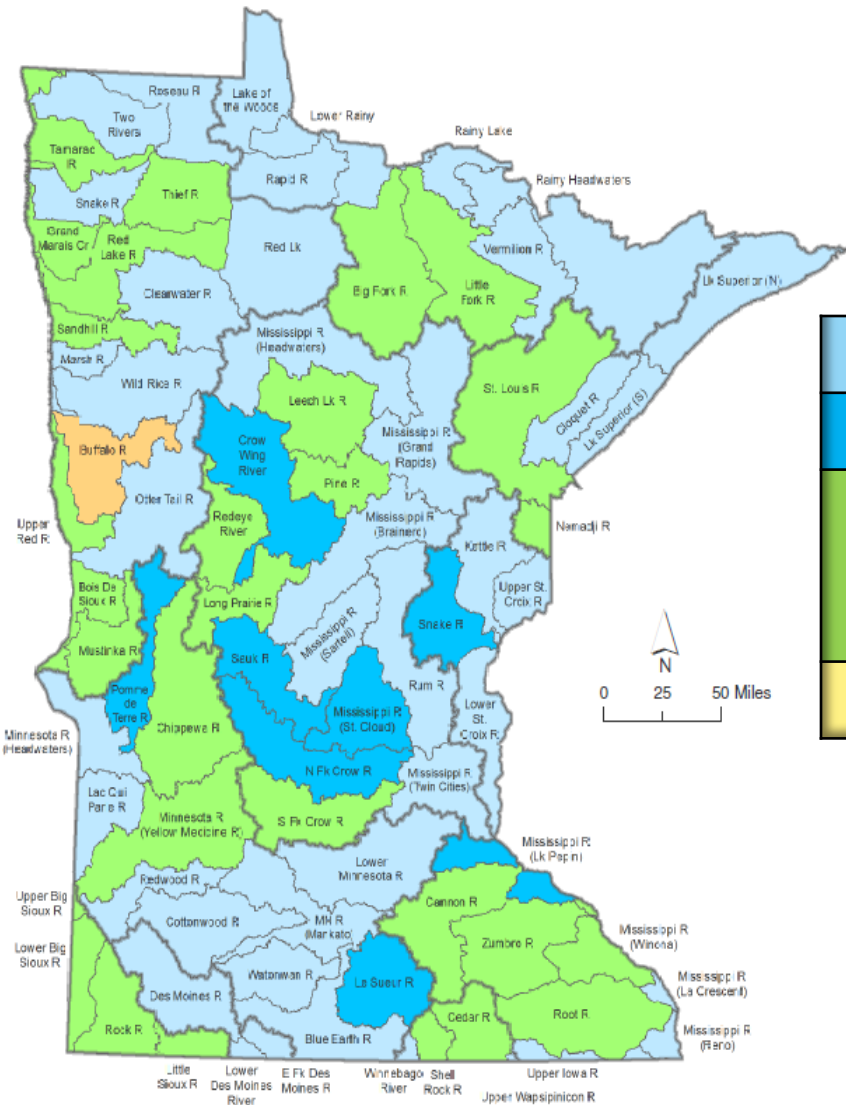 Roseau R
Lake of
the Woods
Lower Rainy
Two
Rivers
Rainy Lake
Tamarac
R
Rapid R
Thief R
Rainy Headwaters
Snake R
Grand
Marais Cr
Red
Lake R
Red Lk
Vermilion R
Big Fork R
Little
Fork R
Lk Superior (N)
Clearwater R
Sandhill R
Mississippi R
(Headwaters)
Marsh R
Wild Rice R
St. Louis R
Leech Lk R
Cloquet R
Lk Superior (S)
Mississippi R
(Grand
Rapids)
Buffalo R
Crow
Wing
River
Pine R
Otter Tail R
Upper
Red R
Redeye
River
Mississippi R
(Brainerd)
Nemadji R
Kettle R
Bois De
Sioux R
Long Prairie R
Upper St.
Croix R
Snake R
Mississippi R
(Sartell)
Mustinka R
Sauk R
N
Rum R
Pomme
de
Terre R
0 25 50 Miles
Mississippi R
(St. Cloud)
Lower
St.
Croix R
Chippewa R
Minnesota R
(Headwaters)
N Fk Crow R
Mississippi R
(Twin Cities)
Lac Qui
Parle R
Minnesota R
(Yellow Medicine R)
S Fk Crow R
Mississippi R
(Lk Pepin)
Lower
Minnesota R
Redwood R
Upper Big
Sioux R
Cannon R
Cottonwood R
MN R
(Mankato)
Mississippi R
(Winona)
Zumbro R
Lower Big
Sioux R
Watonwan R
Le Sueur R
Mississippi R
(La Crescent)
Des Moines R
Root R
Cedar R
Rock R
Mississippi R
(Reno)
Blue Earth R
Little
Sioux R
Lower
Des Moines
River
E Fk Des
Moines R
Winnebago
River
Shell
Rock R
Upper Iowa R
Upper Wapsipinicon R